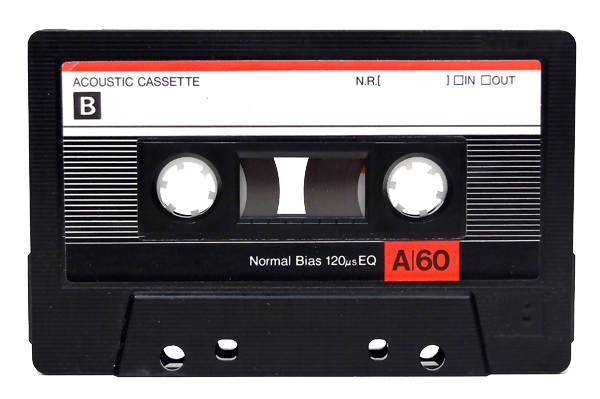 ACOUSTIC CASSETTE N.R.[ ] □IN □OUT
B
Normal Bias 120µs EQ A|60